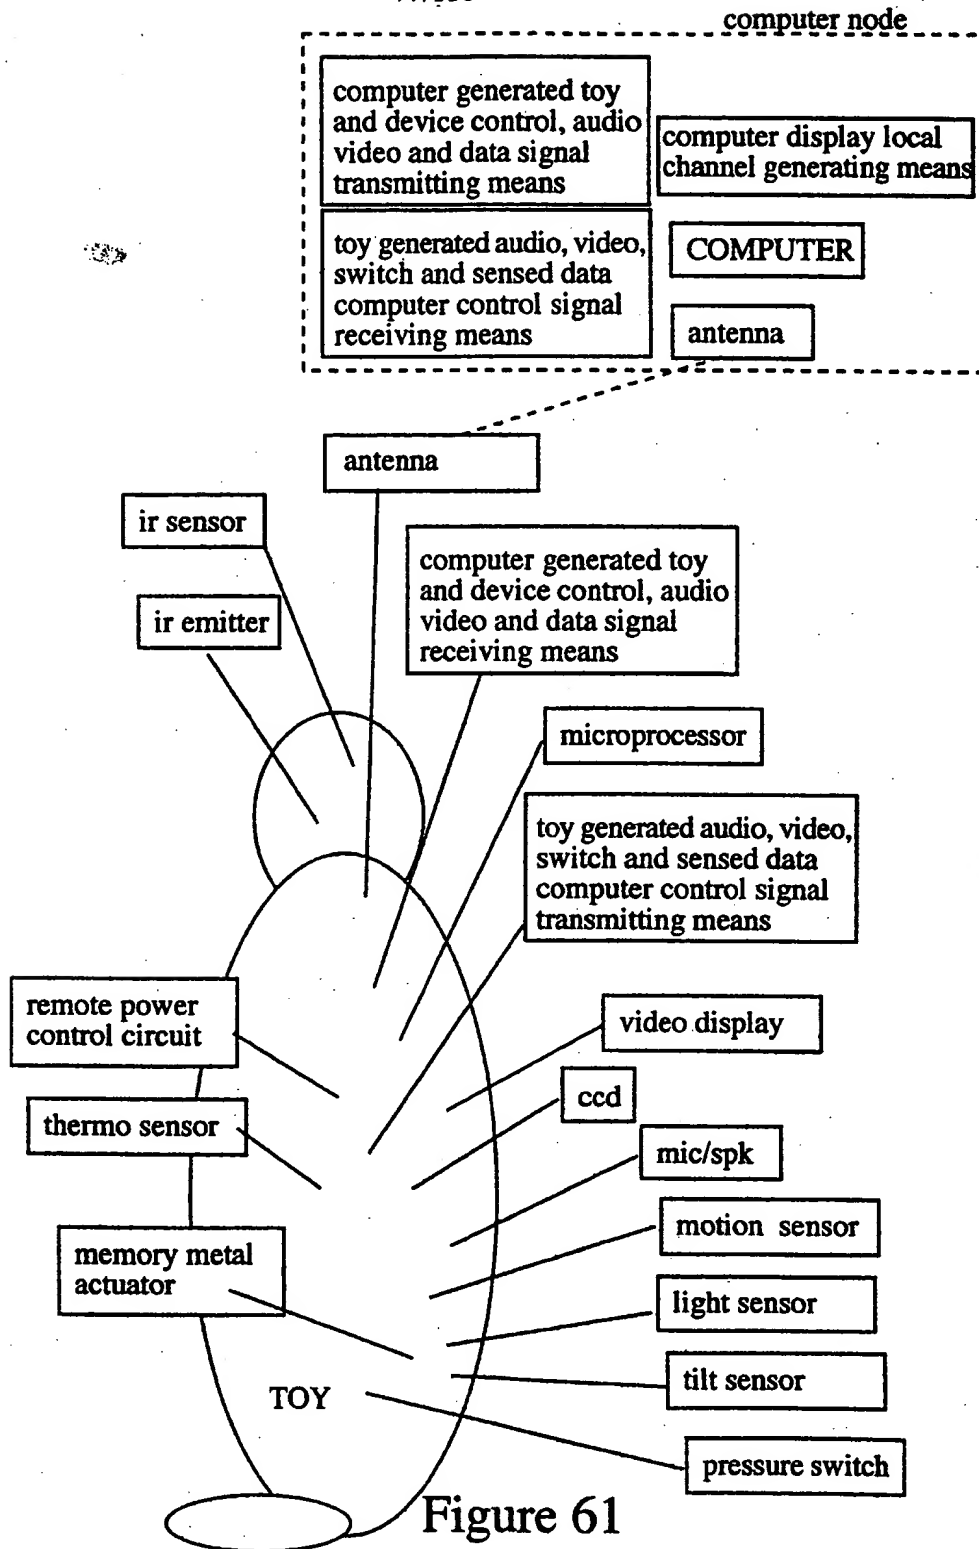 computer node
computer generated toy
and device control, audio
video and data signal
transmitting means
computer display local
channel generating means
toy generated audio, video,
switch and sensed data
computer control signal
receiving means
COMPUTER
antenna
antenna
ir sensor
computer generated toy
and device control, audio
video and data signal
receiving means
ir emitter
microprocessor
toy generated audio, video,
switch and sensed data
computer control signal
transmitting means
remote power
control circuit
video display
ccd
thermo sensor
mic/spk
motion sensor
memory metal
actuator
light sensor
tilt sensor
TOY
pressure switch
Figure 61